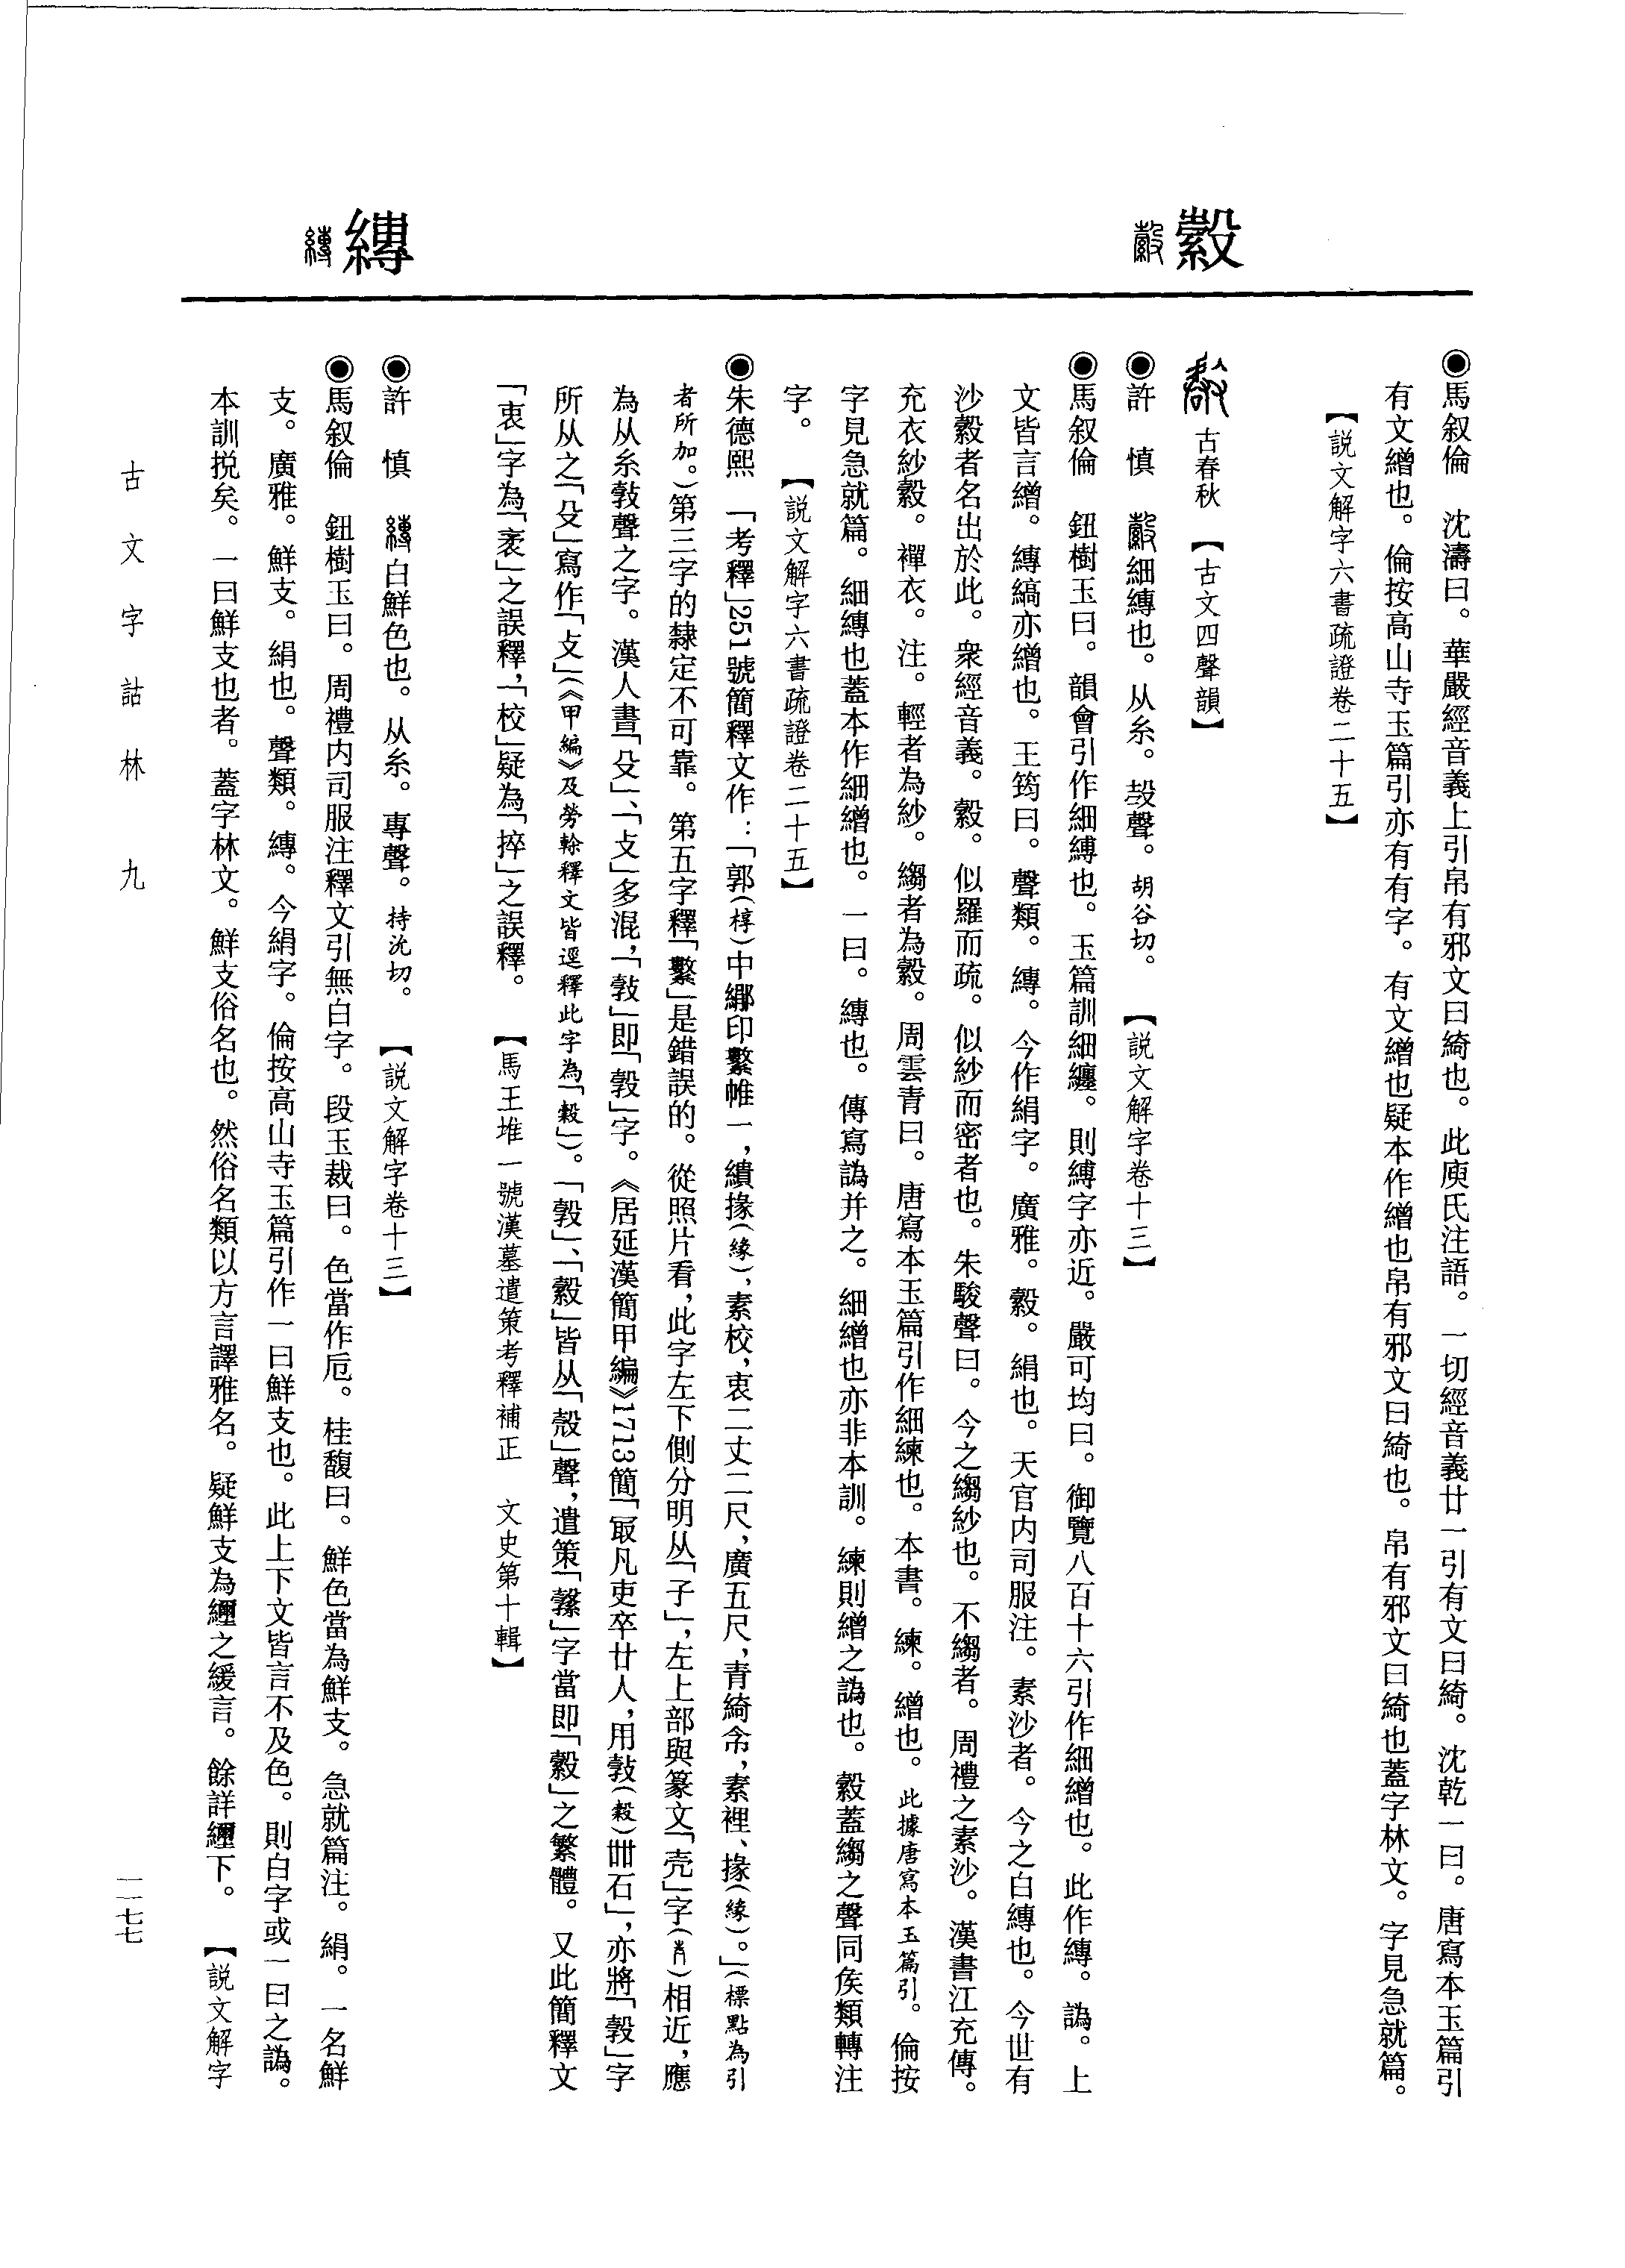 ●馬叙倫　沈濤曰。華嚴經音義上引帛有邪文曰綺也。此庾氏注語。一切經音義廿一引有文曰綺。沈乾一曰。唐寫本玉篇引
有文繒也。倫按高山寺玉篇引亦有有字。有文繒也疑本作繒也帛有邪文曰綺也。帛有邪文曰綺也蓋字林文。字見急就篇。
【説文解字六書疏證卷二十五】
縠
古春秋　【古文四聲韻】
●許　慎　細縳也。从糸。𣪊聲。胡谷切。　【説文解字卷十三】
●馬叙倫　鈕樹玉曰。韻會引作細縛也。玉篇訓細纏。則縛字亦近。嚴可均曰。御覽八百十六引作細繒也。此作縳。譌。上
文皆言繒。縳縞亦繒也。王筠曰。聲類。縳。今作絹字。廣雅。縠。絹也。天官内司服注。素沙者。今之白縳也。今世有
沙縠者名出於此。衆經音義。縠。似羅而疏。似紗而密者也。朱駿聲曰。今之縐紗也。不縐者。周禮之素沙。漢書江充傳。
充衣紗縠。禪衣。注。輕者為紗。縐者為縠。周雲青曰。唐寫本玉篇引作細練也。本書。練。繒也。此據唐寫本玉篇引。倫按
字見急就篇。細縳也蓋本作細繒也。一曰。縳也。傳寫譌并之。細繒也亦非本訓。練則繒之譌也。縠蓋縐之聲同矦類轉注
字。　【説文解字六書疏證卷二十五】
●朱德熙　「考釋」251號簡釋文作：「郭（椁）中緅印繫帷一，繢掾（緣），素校，衷二丈二尺，廣五尺，青綺帣，素裡、掾（緣）。」（標點為引
者所加。）第三字的隸定不可靠。第五字釋「繫」是錯誤的。從照片看，此字左下側分明从「子」，左上部與篆文「壳」字相近，應
為从糸㝅聲之字。漢人書「殳」、「攴」多混，「𢽍」即「㝅」字。《居延漢簡甲編》1713簡「冣凡吏卒廿人，用𢽍（穀）卌石」，亦將「㝅」字
所从之「殳」寫作「攴」（《甲編》及勞榦釋文皆逕釋此字為「穀」）。「㝅」、「縠」皆从「𣪊」聲，遣策字當即「縠」之繁體。又此簡釋文
「衷」字為「袤」之誤釋，「校」疑為「捽」之誤釋。　【馬王堆一號漢墓遣策考釋補正　文史第十輯】
縳
●許　慎　白鮮色也。从糸。專聲。持沇切。　【説文解字卷十三】
●馬叙倫　鈕樹玉曰。周禮内司服注釋文引無白字。段玉裁曰。色當作卮。桂馥曰。鮮色當為鮮支。急就篇注。絹。一名鮮
支。廣雅。鮮支。絹也。聲類。縳。今絹字。倫按高山寺玉篇引作一曰鮮支也。此上下文皆言不及色。則白字或一曰之譌。
本訓捝矣。一曰鮮支也者。蓋字林文。鮮支俗名也。然俗名類以方言譯雅名。疑鮮支為纚之緩言。餘詳纚下。　【説文解字
古文字詁林　九
一一七七